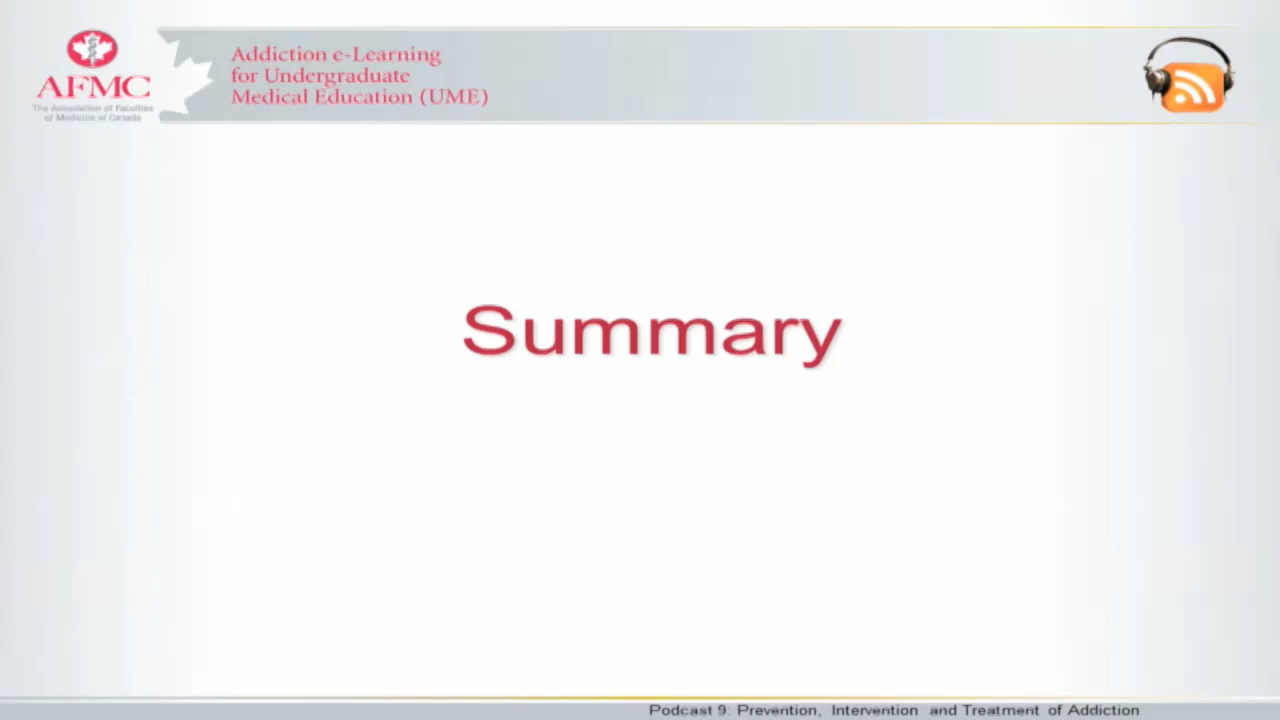 AFMC
The Association of Faculties
of Medicine of Canada
Addiction e-Learning
for Undergraduate
Medical Education (UME)
Summary
Podcast 9: Prevention, Intervention and Treatment of Addiction